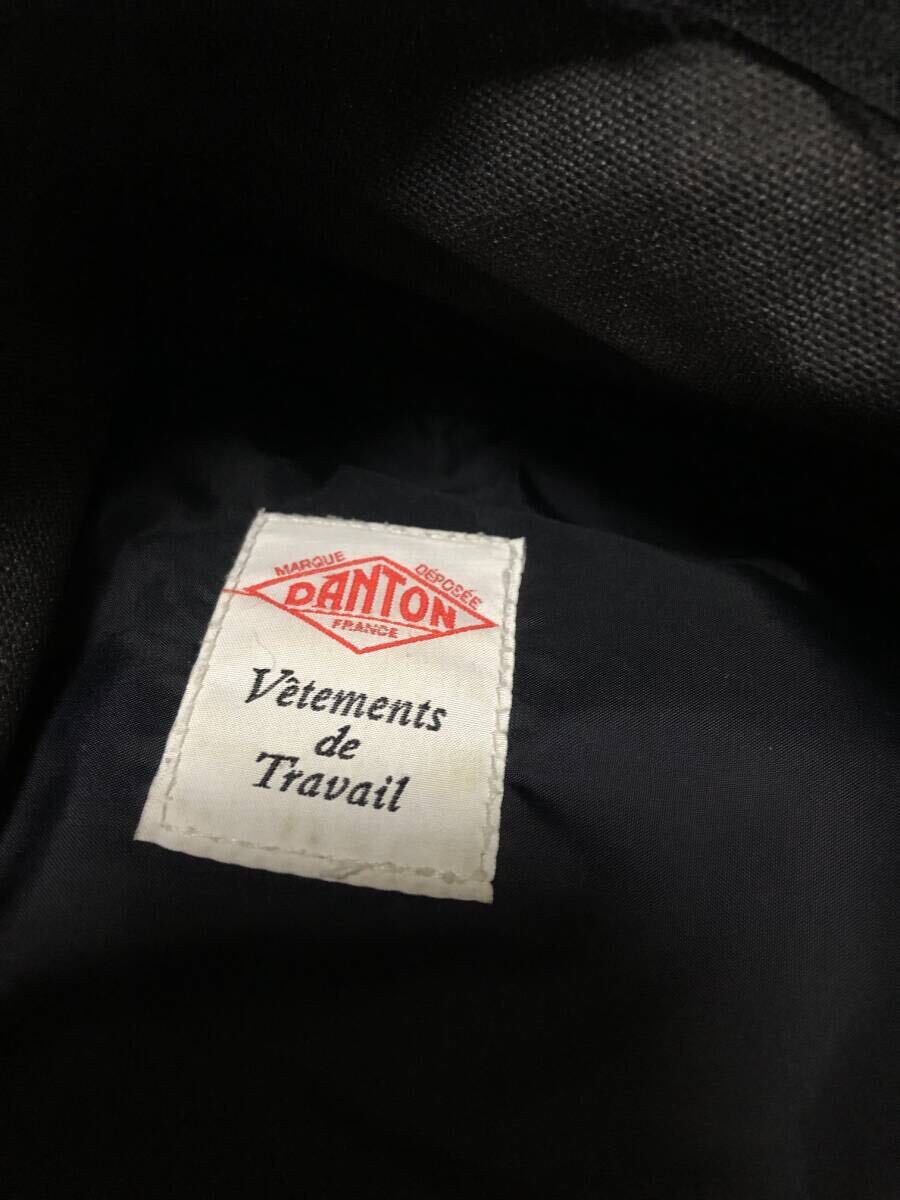 MARQUE DÉPOSÉE
DANTON
FRANCE
Vêtements
de
Travail